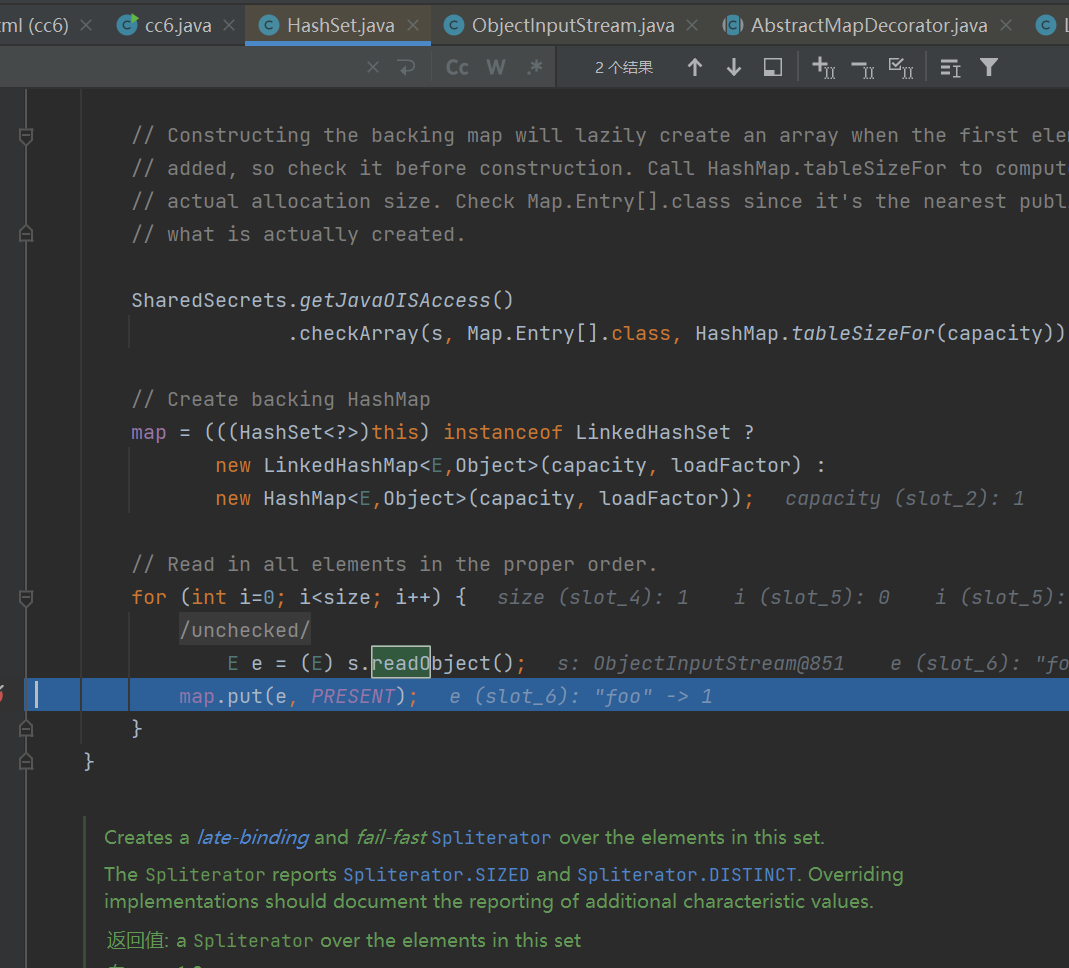 ml (cc6) × cc6.java × HashSet.java × ObjectInputStream.java × AbstractMapDecorator.java ×
Cc W .* 2 个结果
// Constructing the backing map will lazily create an array when the first ele
// added, so check it before construction. Call HashMap.tableSizeFor to comput
// actual allocation size. Check Map.Entry[].class since it's the nearest publ
// what is actually created.
SharedSecrets.getJavaOISAccess()
.checkArray(s, Map.Entry[].class, HashMap.tableSizeFor(capacity))
// Create backing HashMap
map = (((HashSet<?>)this) instanceof LinkedHashSet ?
new LinkedHashMap<E,Object>(capacity, loadFactor) :
new HashMap<E,Object>(capacity, loadFactor)); capacity (slot_2): 1
// Read in all elements in the proper order.
for (int i=0; i<size; i++) { size (slot_4): 1 i (slot_5): 0 i (slot_5):
/unchecked/
E e = (E) s.readObject(); s: ObjectInputStream@851 e (slot_6): "fo
map.put(e, PRESENT); e (slot_6): "foo" -> 1
}
}
Creates a late-binding and fail-fast Spliterator over the elements in this set.
The Spliterator reports Spliterator.SIZED and Spliterator.DISTINCT. Overriding
implementations should document the reporting of additional characteristic values.
返回值: a Spliterator over the elements in this set